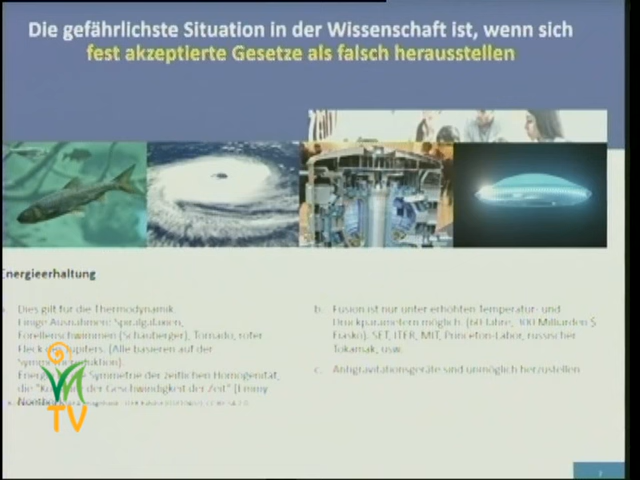 Die gefährlichste Situation in der Wissenschaft ist, wenn sich
fest akzeptierte Gesetze als falsch herausstellen
Energieerhaltung
Dies gilt für die Thermodynamik.
Einige Ausnahmen: Spiralgalaxien,
Forellenschwimmen (Schauberger), Tornado, roter
Fleck des Jupiters. (Alle basieren auf der
Symmetriereduktion).
Symmetrie der zeitlichen Homogenität,
die "Konstanz der Geschwindigkeit der Zeit" (Emmy
Noether)
b. Fusion ist nur unter erhöhten Temperatur- und
Druckparametern möglich. (60 Jahre, 300 Milliarden $
Fiasko). SET, ITER, MIT, Princeton-Labor, russischer
Tokamak, usw.
c. Antigravitationsgeräte sind unmöglich herzustellen
TV